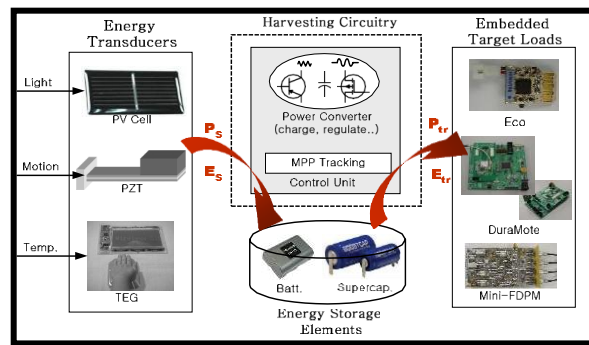 Energy
Transducers
Light
PV Cell
Motion
PZT
Temp.
TEG
Harvesting Circuitry
Power Converter
(charge, regulate..)
MPP Tracking
Control Unit
Ps
Es
Ptr
Etr
Batt.
Supercap.
Energy Storage
Elements
Embedded
Target Loads
Eco
DuraMote
Mini-FDPM